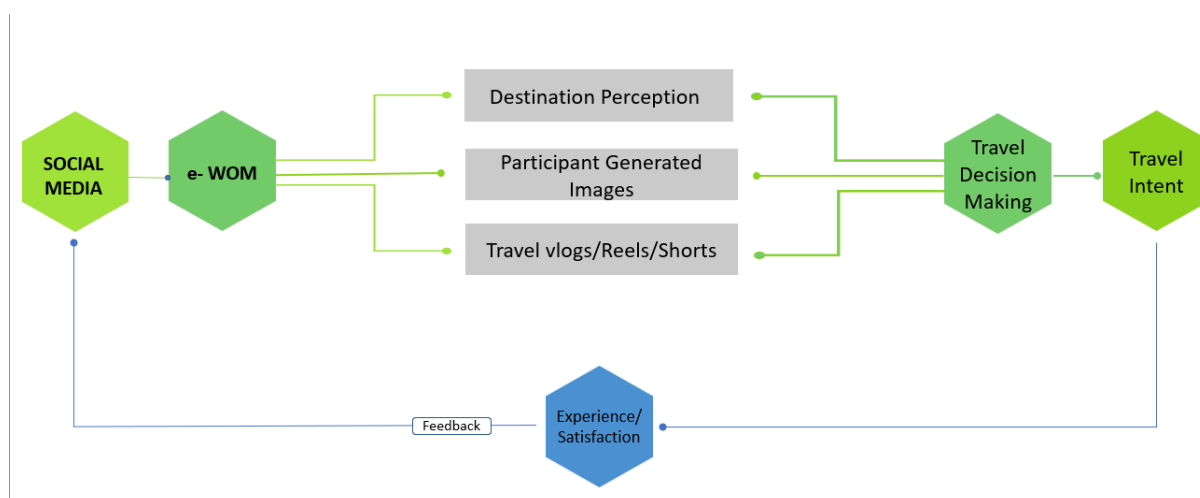 SOCIAL
MEDIA
e- WOM
Destination Perception
Participant Generated
Images
Travel vlogs/Reels/Shorts
Travel
Decision
Making
Travel
Intent
Experience/
Satisfaction
Feedback